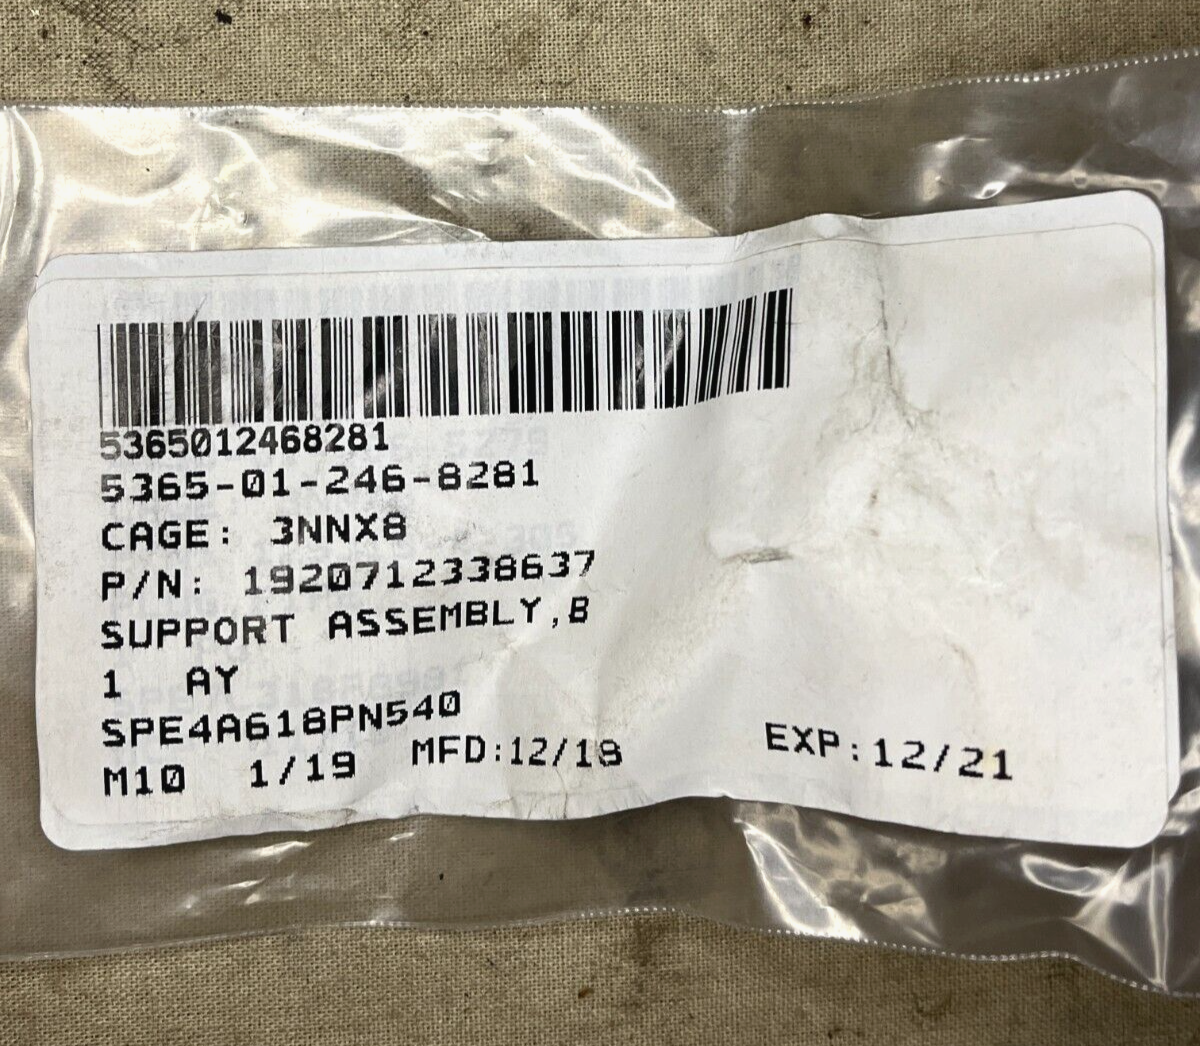 5365012468281
5365-01-246-8281
CAGE: 3NNX8
P/N: 1920712338637
SUPPORT ASSEMBLY,B
1 AY
SPE4A618PN540
M10 1/19 MFD:12/18 EXP:12/21